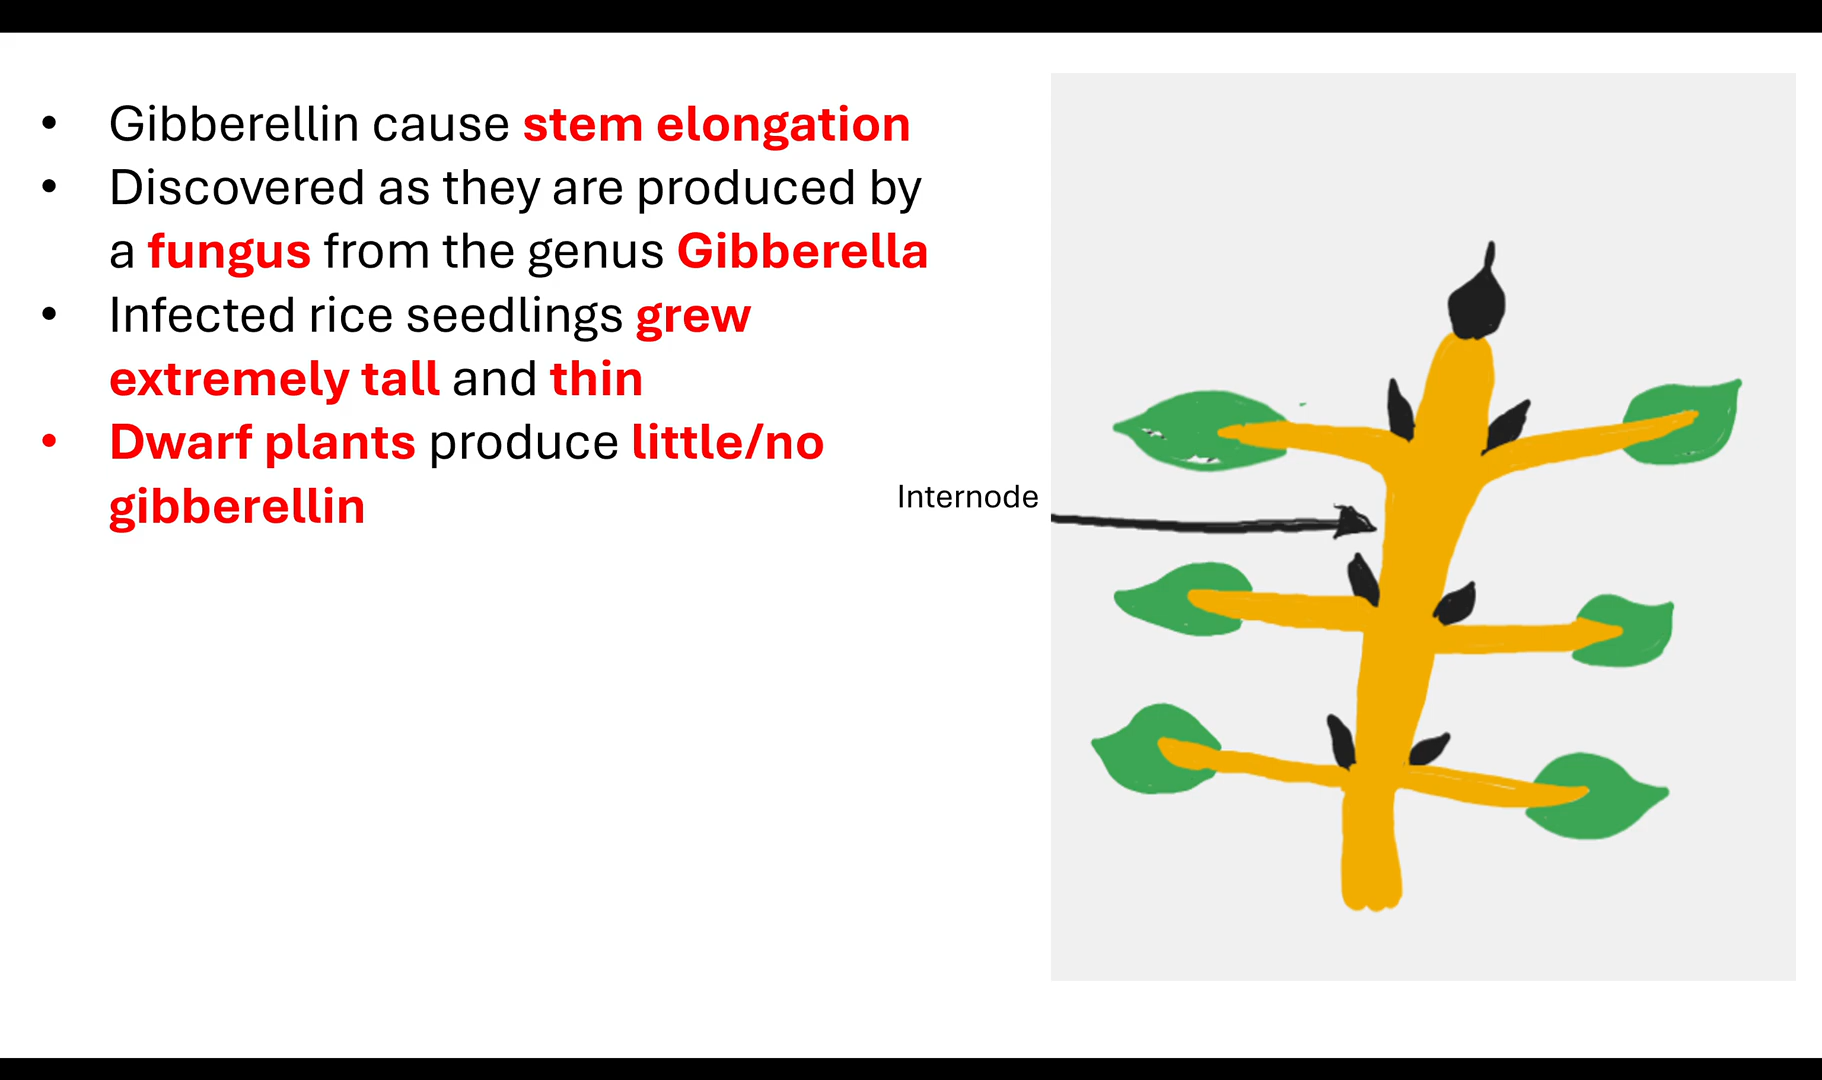 • Gibberellin cause stem elongation
• Discovered as they are produced by
a fungus from the genus Gibberella
• Infected rice seedlings grew
extremely tall and thin
• Dwarf plants produce little/no
gibberellin
Internode